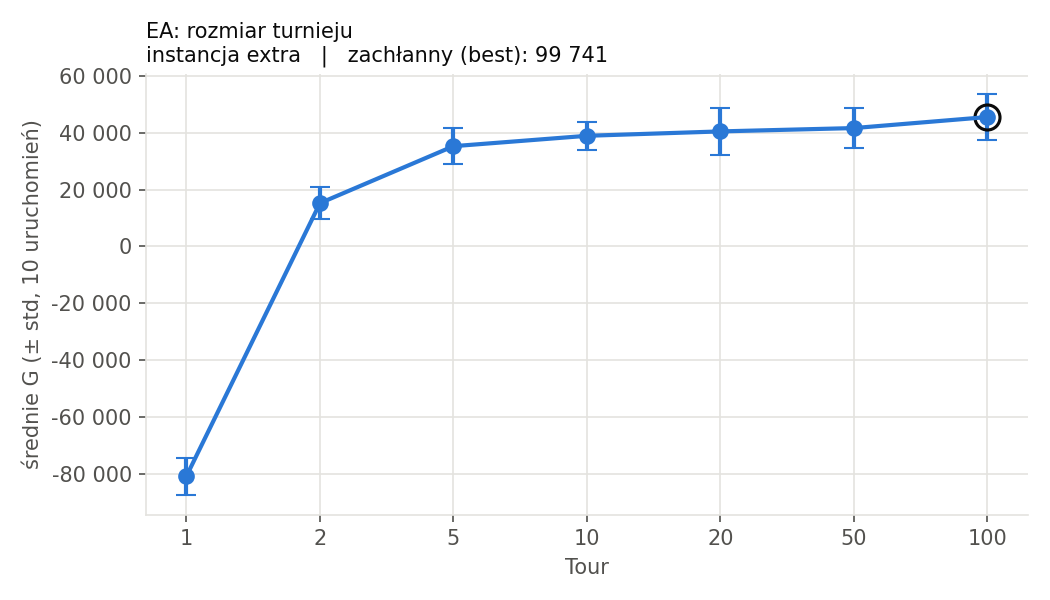 EA: rozmiar turnieju
instancja extra | zachłanny (best): 99 741
średnie G (± std, 10 uruchomień)
60 000
40 000
20 000
0
-20 000
-40 000
-60 000
-80 000
1 2 5 10 20 50 100
Tour